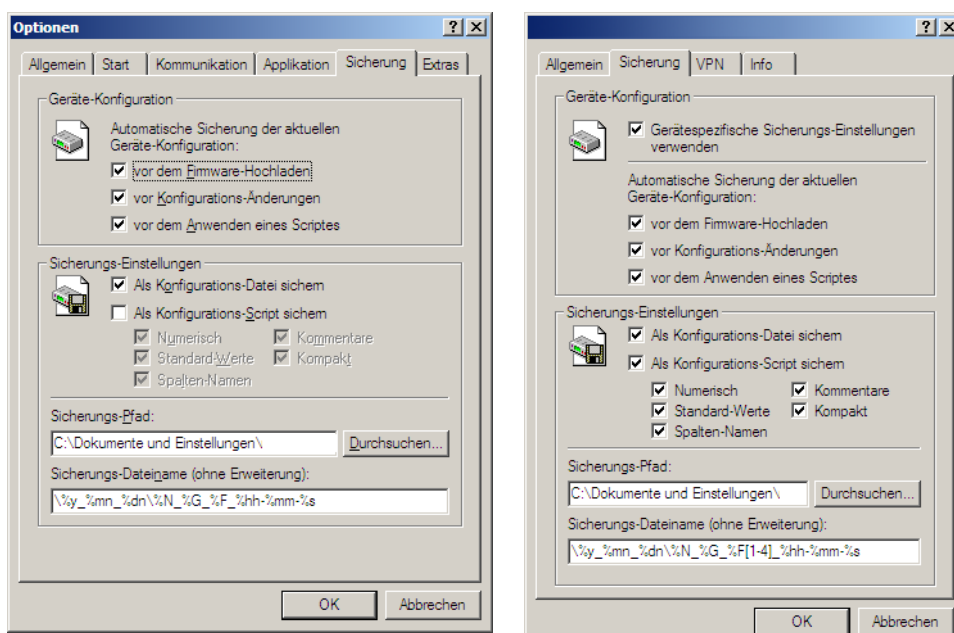 Optionen
Allgemein Start Kommunikation Applikation Sicherung Extras
Geräte-Konfiguration
Automatische Sicherung der aktuellen
Geräte-Konfiguration:
vor dem Firmware-Hochladen
vor Konfigurations-Änderungen
vor dem Anwenden eines Scriptes
Sicherungs-Einstellungen
Als Konfigurations-Datei sichern
Als Konfigurations-Script sichern
Numerisch Kommentare
Standard-Werte Kompakt
Spalten-Namen
Sicherungs-Pfad:
C:\Dokumente und Einstellungen\ Durchsuchen...
Sicherungs-Dateiname (ohne Erweiterung):
\%y_%mn_%dn\%N_%G_%F_%hh-%mm-%s
OK Abbrechen
Allgemein Sicherung VPN Info
Geräte-Konfiguration
Gerätespezifische Sicherungs-Einstellungen
verwenden
Automatische Sicherung der aktuellen
Geräte-Konfiguration:
vor dem Firmware-Hochladen
vor Konfigurations-Änderungen
vor dem Anwenden eines Scriptes
Sicherungs-Einstellungen
Als Konfigurations-Datei sichern
Als Konfigurations-Script sichern
Numerisch Kommentare
Standard-Werte Kompakt
Spalten-Namen
Sicherungs-Pfad:
C:\Dokumente und Einstellungen\ Durchsuchen...
Sicherungs-Dateiname (ohne Erweiterung):
\%y_%mn_%dn\%N_%G_%F[1-4]_%hh-%mm-%s
OK Abbrechen